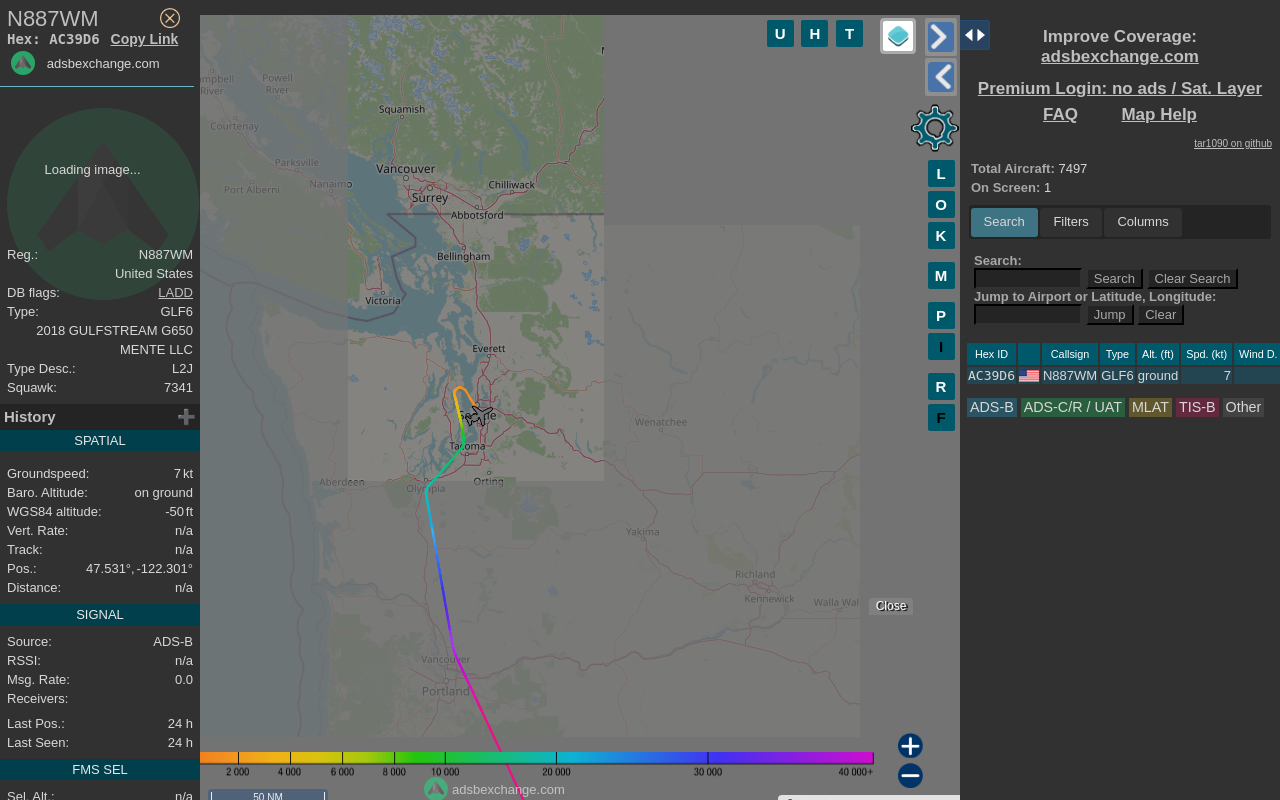 N887WM
Hex: AC39D6 Copy Link
adsbexchange.com
Loading image...
Reg.: N887WM
United States
DB flags: LADD
Type: GLF6
2018 GULFSTREAM G650
MENTE LLC
Type Desc.: L2J
Squawk: 7341
History
SPATIAL
Groundspeed: 7 kt
Baro. Altitude: on ground
WGS84 altitude: -50 ft
Vert. Rate: n/a
Track: n/a
Pos.: 47.531°, -122.301°
Distance: n/a
SIGNAL
Source: ADS-B
RSSI: n/a
Msg. Rate: 0.0
Receivers:
Last Pos.: 24 h
Last Seen: 24 h
FMS SEL
Sel. Alt.: n/a
U H T
L
O
K
M
P
I
R
F
River
Powell
River
Courtenay
Squamish
Parksville
Vancouver
Port Alberni
Nanaimo
Surrey
Chilliwack
Abbotsford
Bellingham
Victoria
Everett
Tacoma
Wenatchee
Aberdeen
Olympia
Orting
Yakima
Richland
Kennewick
Walla Wal
Vancouver
Portland
Close
2 000 4 000 6 000 8 000 10 000 20 000 30 000 40 000+
adsbexchange.com
50 NM
Improve Coverage:
adsbexchange.com
Premium Login: no ads / Sat. Layer
FAQ Map Help
tar1090 on github
Total Aircraft: 7497
On Screen: 1
Search Filters Columns
Search:
Search Clear Search
Jump to Airport or Latitude, Longitude:
Jump Clear
Hex ID Callsign Type Alt. (ft) Spd. (kt) Wind D.
AC39D6 N887WM GLF6 ground 7
ADS-B ADS-C/R / UAT MLAT TIS-B Other